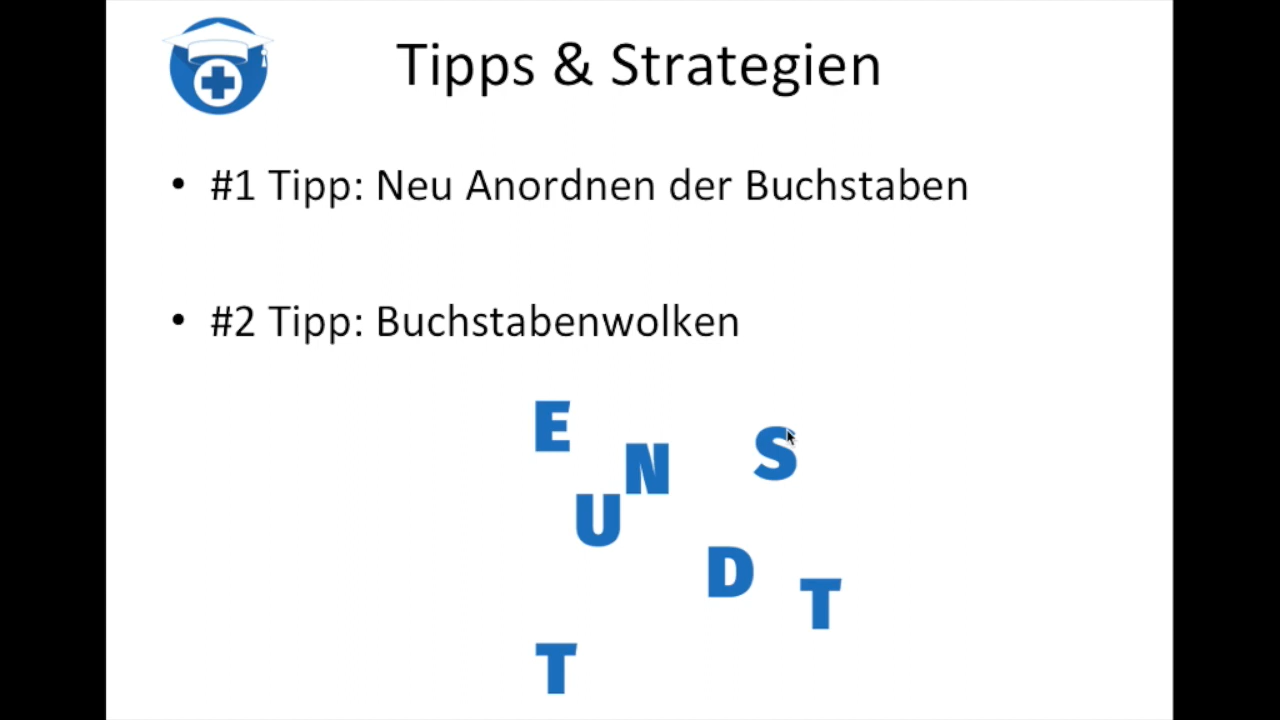 Tipps & Strategien
• #1 Tipp: Neu Anordnen der Buchstaben
• #2 Tipp: Buchstabenwolken
E
N
S
U
D
T
T